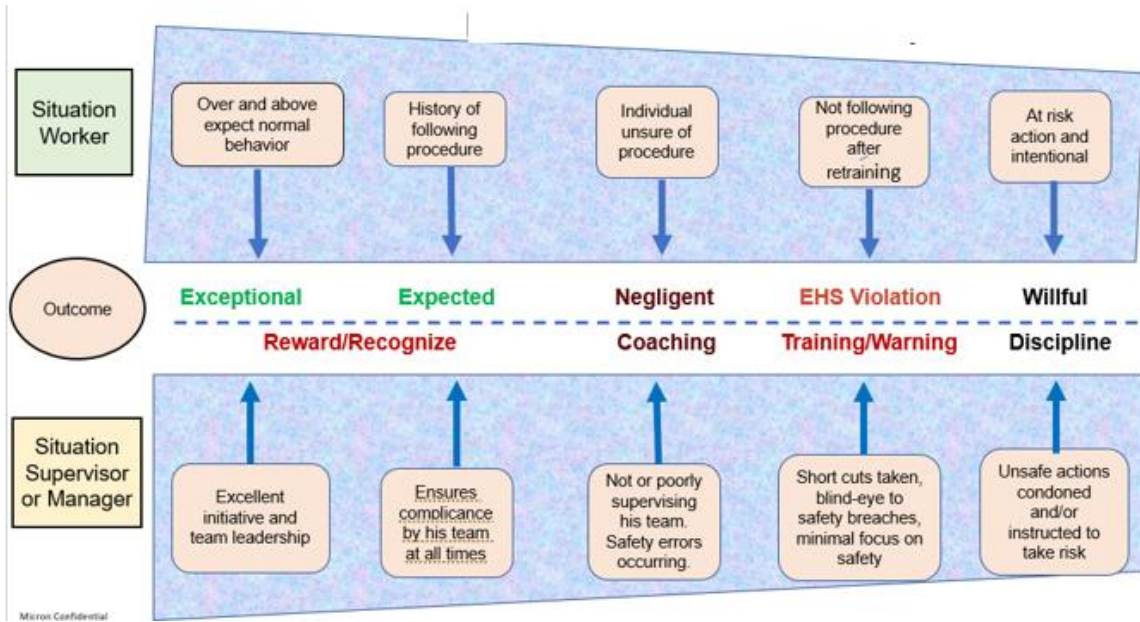 Situation
Worker
Over and above
expect normal
behavior
History of
following
procedure
Individual
unsure of
procedure
Not following
procedure
after
retraining
At risk
action and
intentional
Outcome
Exceptional
Expected
Negligent
EHS Violation
Willful
Reward/Recognize
Coaching
Training/Warning
Discipline
Situation
Supervisor
or Manager
Excellent
initiative and
team leadership
Ensures
complicance
by his team
at all times
Not or poorly
supervising
his team.
Safety errors
occurring.
Short cuts taken,
blind-eye to
safety breaches,
minimal focus on
safety
Unsafe actions
condoned
and/or
instructed to
take risk
Micron Confidential